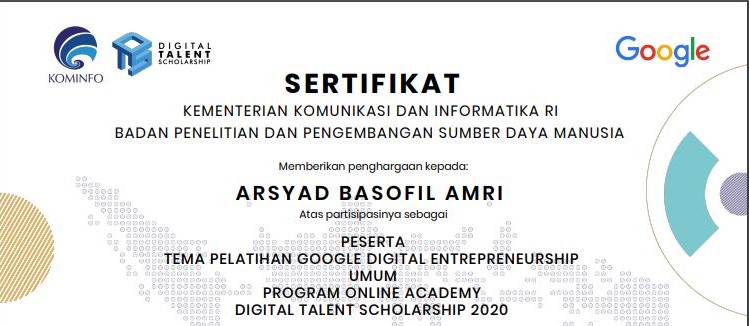 KOMINFO
DIGITAL
TALENT
SCHOLARSHIP
Google
SERTIFIKAT
KEMENTERIAN KOMUNIKASI DAN INFORMATIKA RI
BADAN PENELITIAN DAN PENGEMBANGAN SUMBER DAYA MANUSIA
Memberikan penghargaan kepada:
ARSYAD BASOFIL AMRI
Atas partisipasinya sebagai
PESERTA
TEMA PELATIHAN GOOGLE DIGITAL ENTREPRENEURSHIP
UMUM
PROGRAM ONLINE ACADEMY
DIGITAL TALENT SCHOLARSHIP 2020